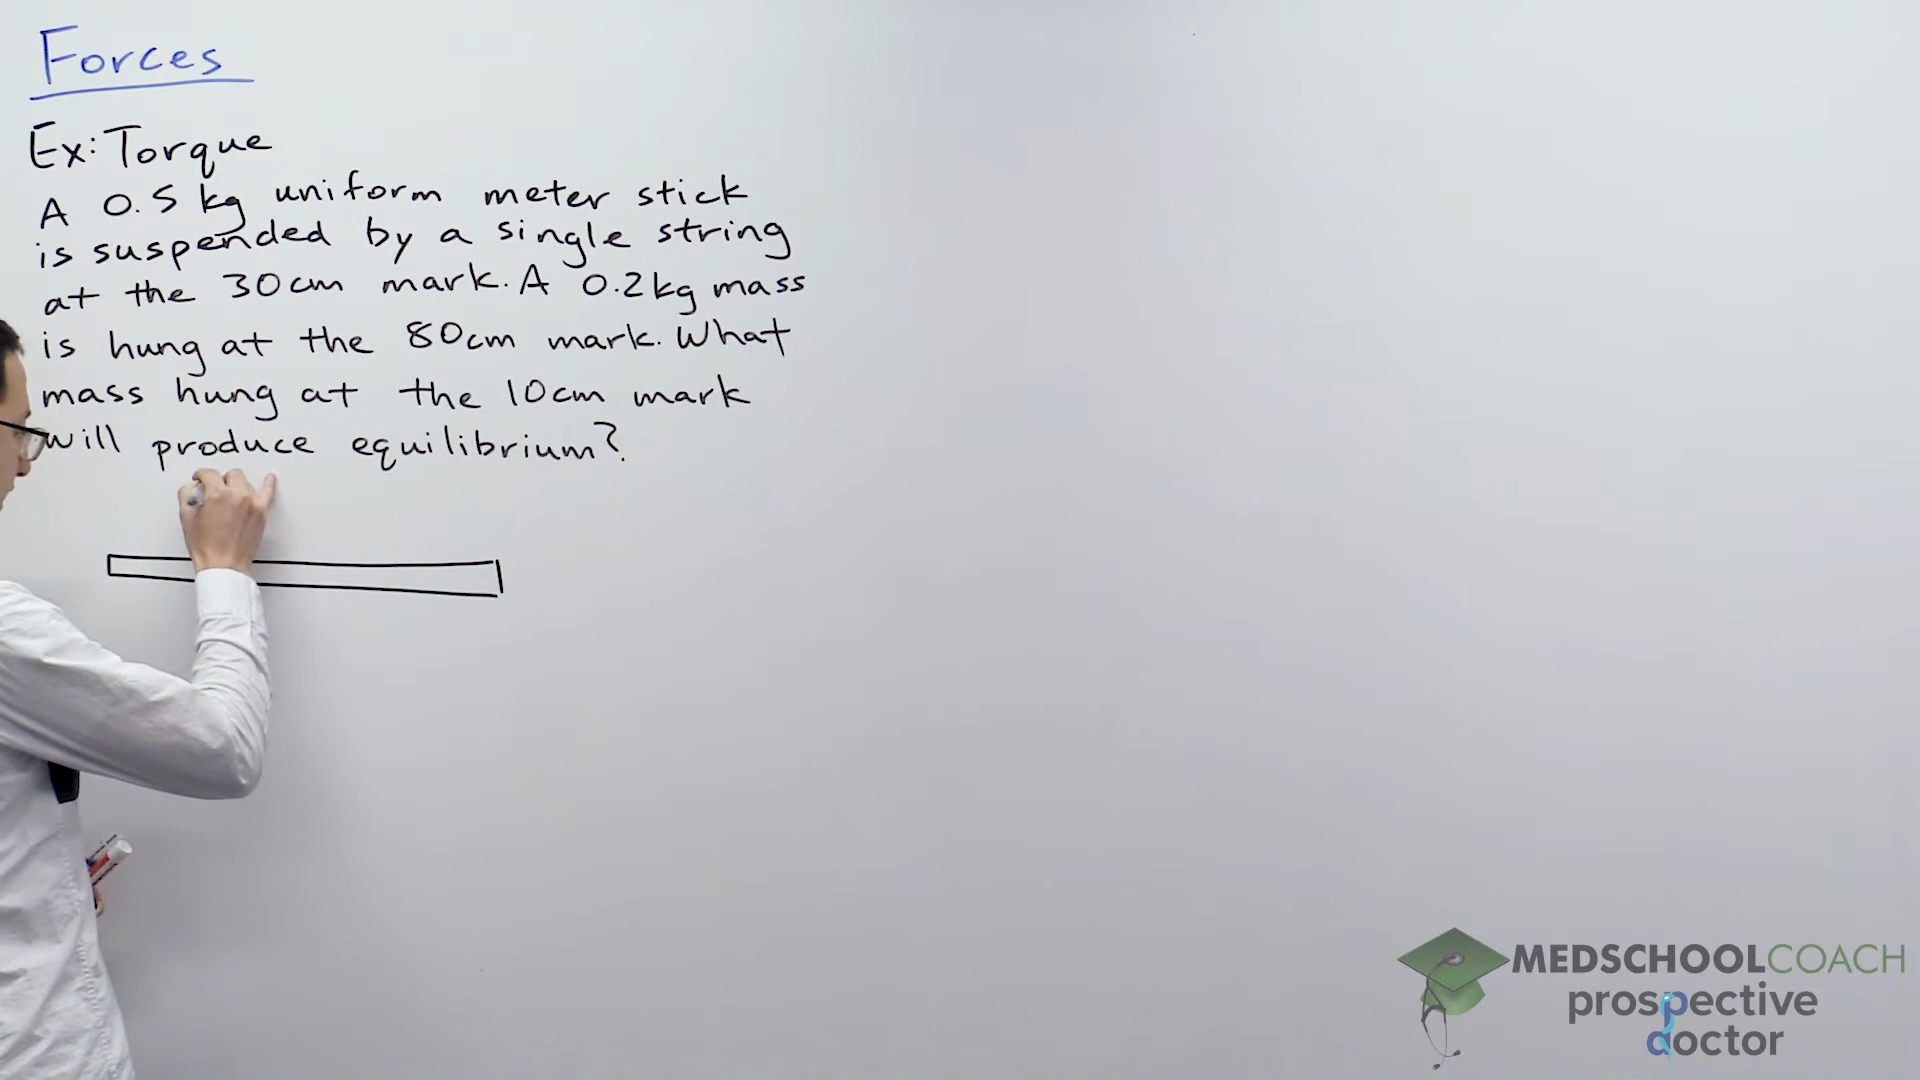 Forces
Ex: Torque
A 0.5 kg uniform meter stick
is suspended by a single string
at the 30cm mark. A 0.2kg mass
is hung at the 80cm mark. What
mass hung at the 10cm mark
will produce equilibrium?
MEDSCHOOLCOACH
prospective
doctor